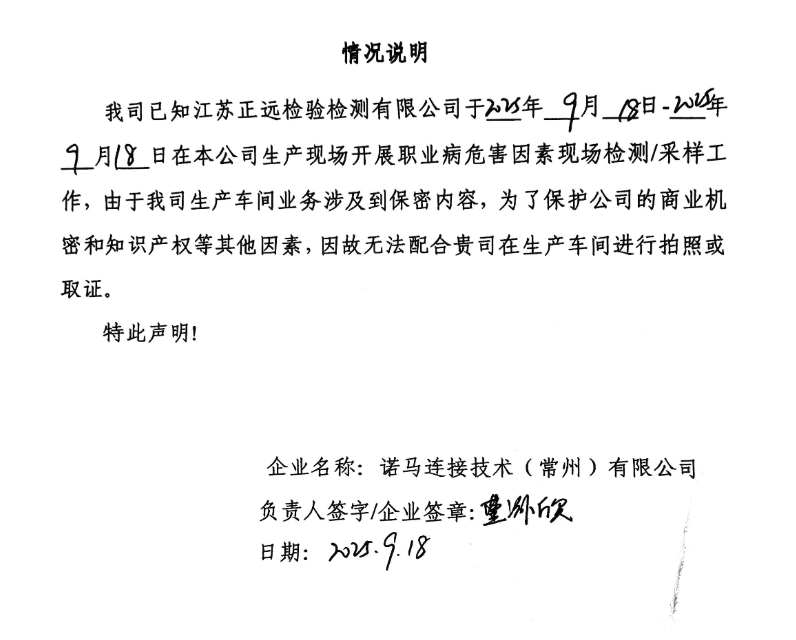 情况说明
我司已知江苏正远检验检测有限公司于2025年 9月 18日-2025年
9月18日在本公司生产现场开展职业病危害因素现场检测/采样工
作，由于我司生产车间业务涉及到保密内容，为了保护公司的商业机
密和知识产权等其他因素，因故无法配合贵司在生产车间进行拍照或
取证。
特此声明！
企业名称：诺马连接技术（常州）有限公司
负责人签字/企业签章：
日期： 2025.9.18